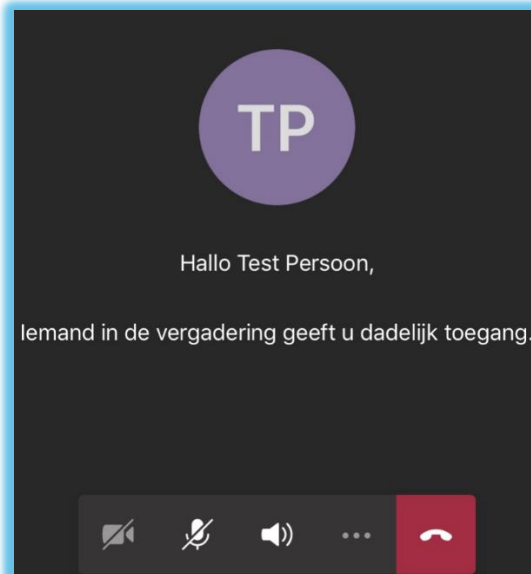 TP
Hallo Test Persoon,
Iemand in de vergadering geeft u dadelijk toegang.